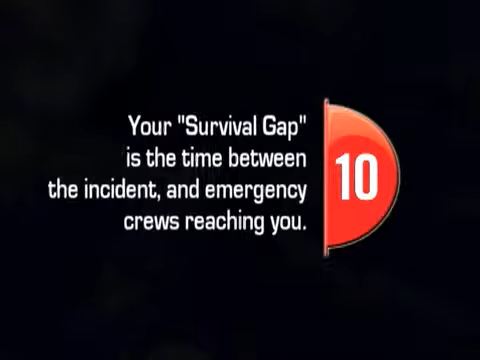 Your "Survival Gap"
is the time between
the incident, and emergency
crews reaching you.
10